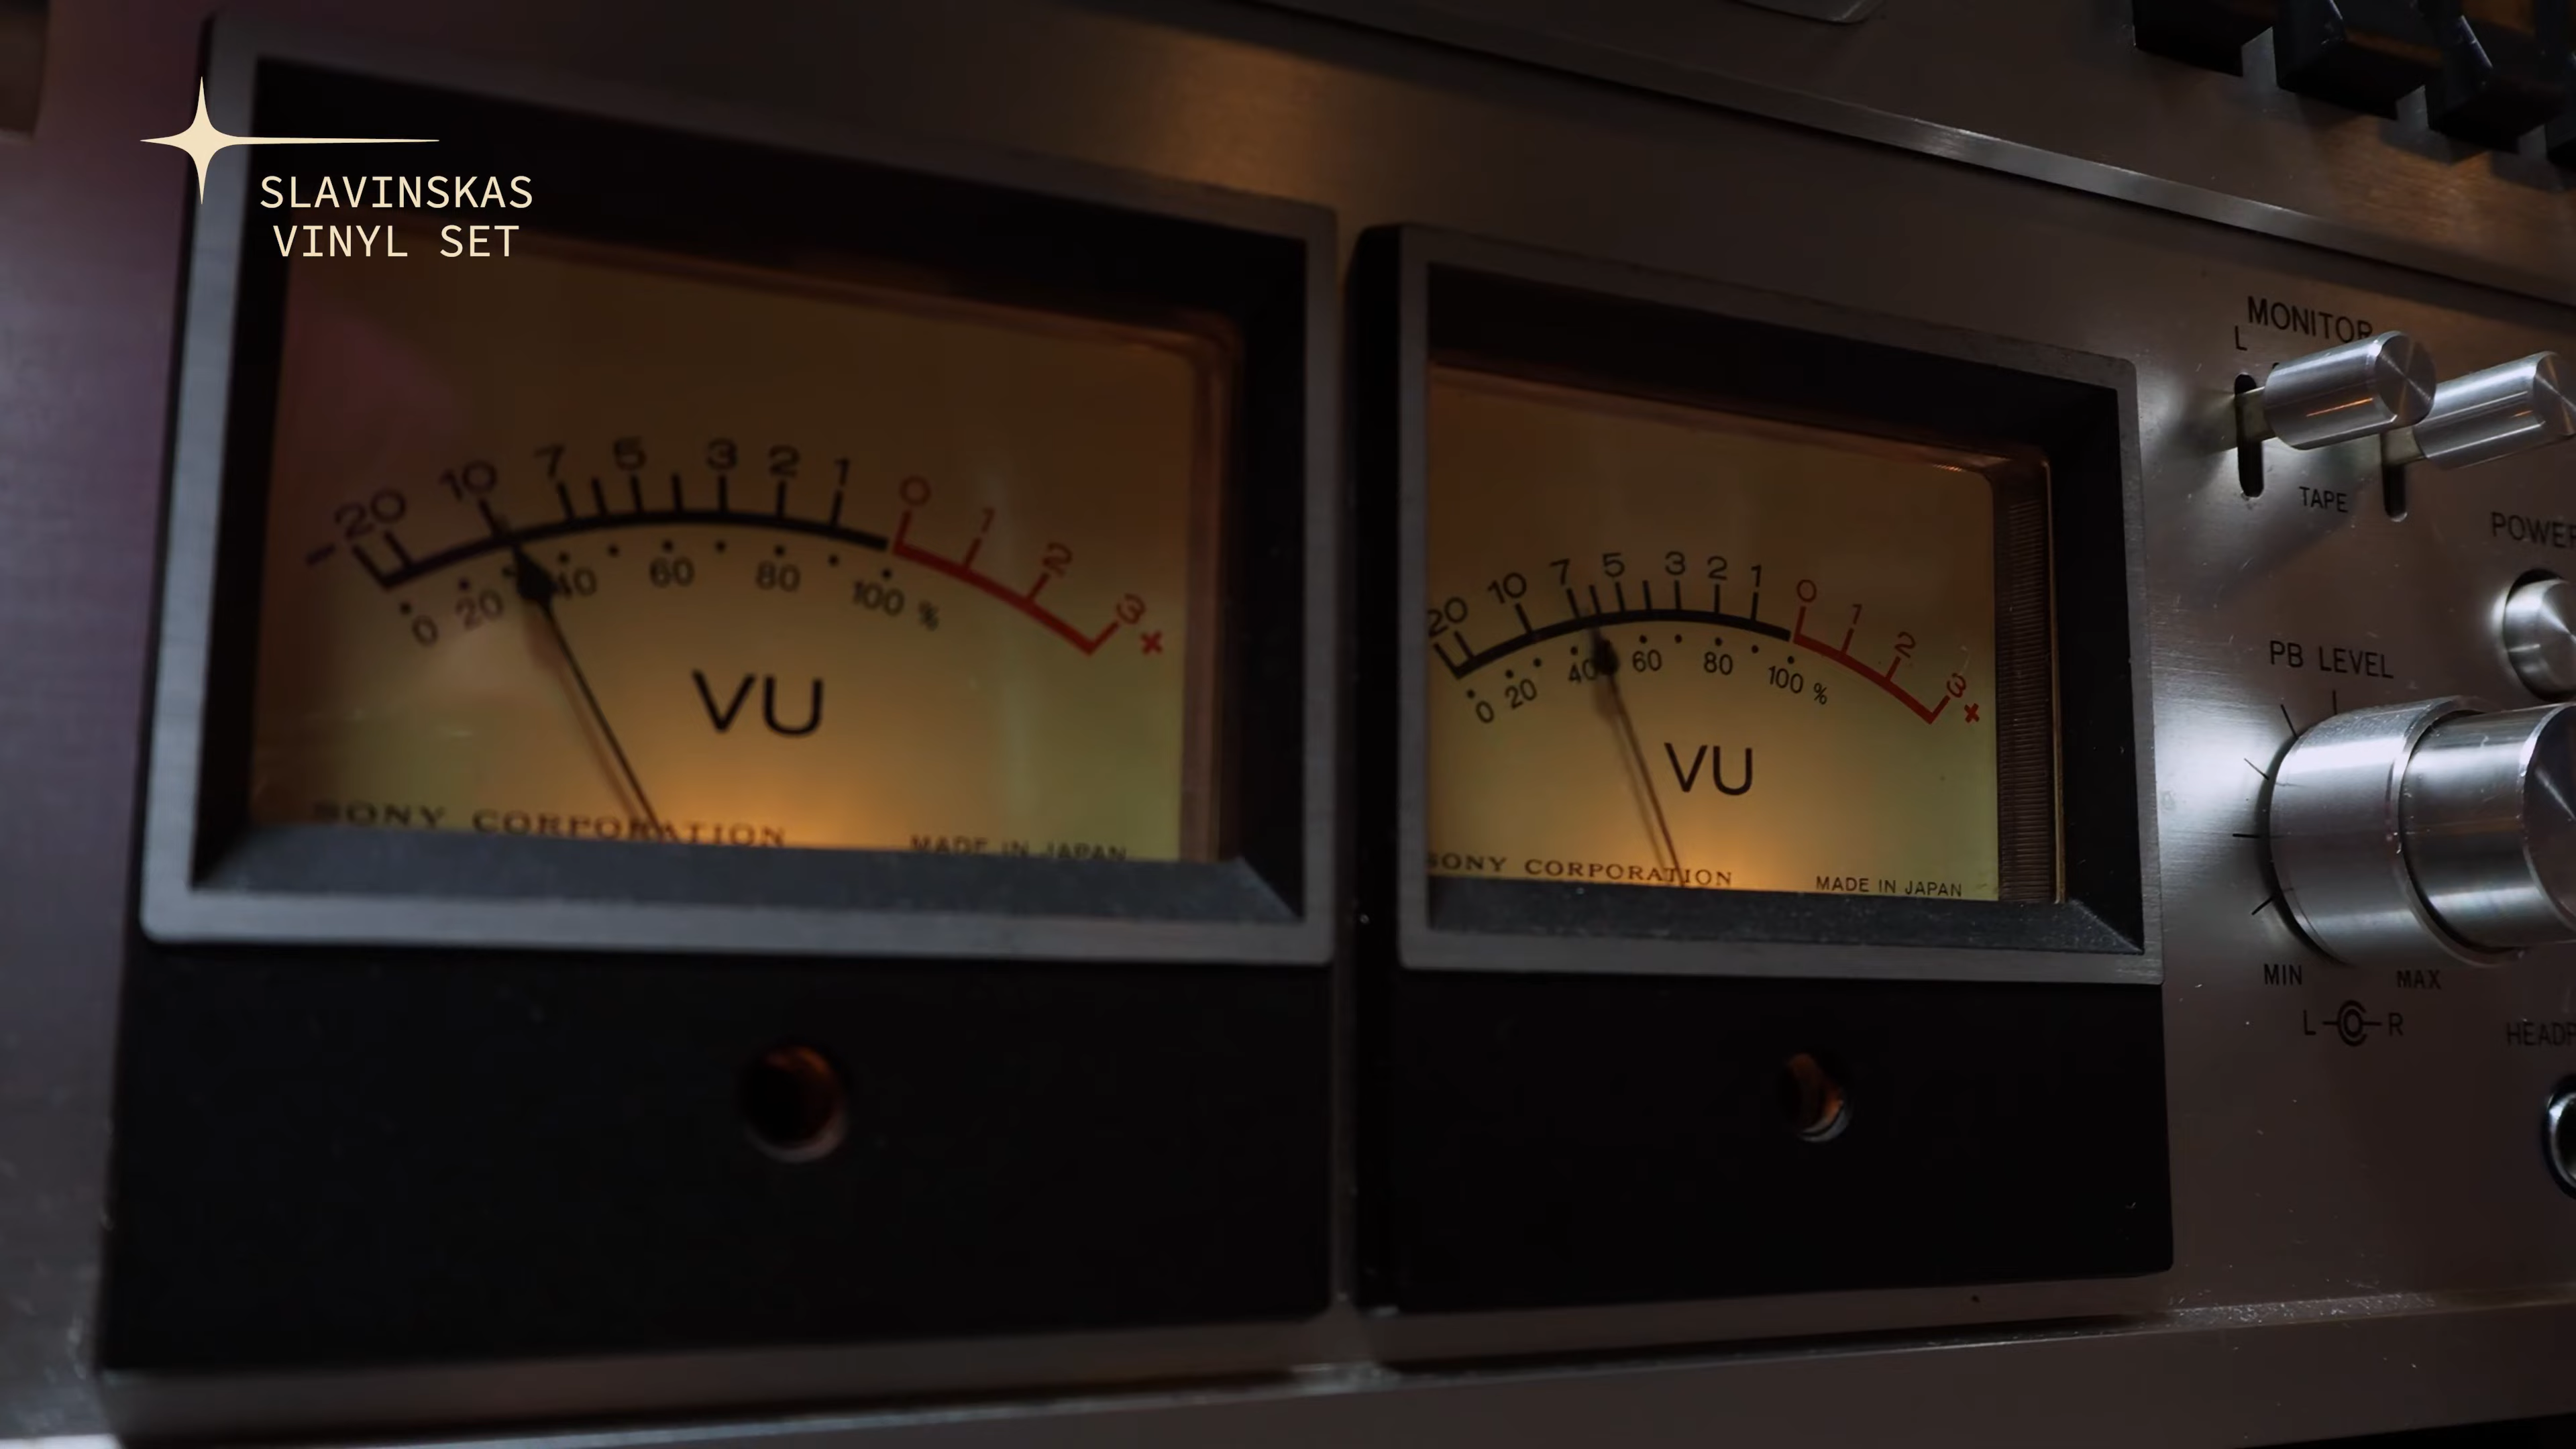 SLAVINSKAS
VINYL SET
- 20 10 7 5 3 2 1 0 1 2 3 +
0 20 40 60 80 100 %
VU
SONY CORPORATION MADE IN JAPAN
20 10 7 5 3 2 1 0 1 2 3 +
0 20 40 60 80 100 %
VU
SONY CORPORATION MADE IN JAPAN
MONITOR
L
TAPE
PB LEVEL
MIN MAX
L R